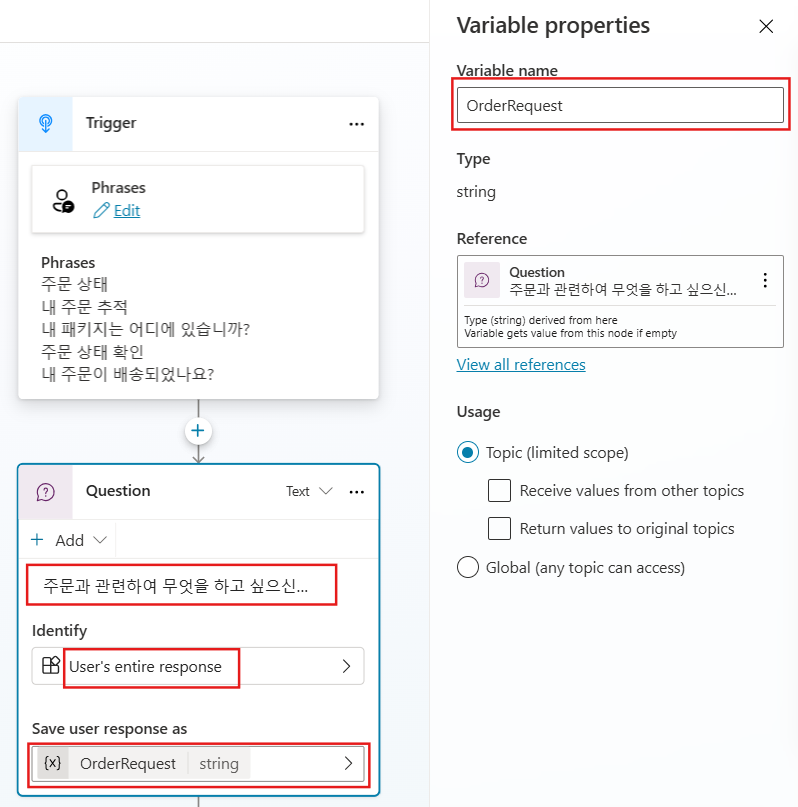 Trigger
Phrases
Edit
Phrases
주문 상태
내 주문 추적
내 패키지는 어디에 있습니까?
주문 상태 확인
내 주문이 배송되었나요?
Question
Text
Add
주문과 관련하여 무엇을 하고 싶으신...
Identify
User's entire response
Save user response as
{x} OrderRequest string
Variable properties
Variable name
OrderRequest
Type
string
Reference
Question
주문과 관련하여 무엇을 하고 싶으신...
Type (string) derived from here
Variable gets value from this node if empty
View all references
Usage
Topic (limited scope)
Receive values from other topics
Return values to original topics
Global (any topic can access)